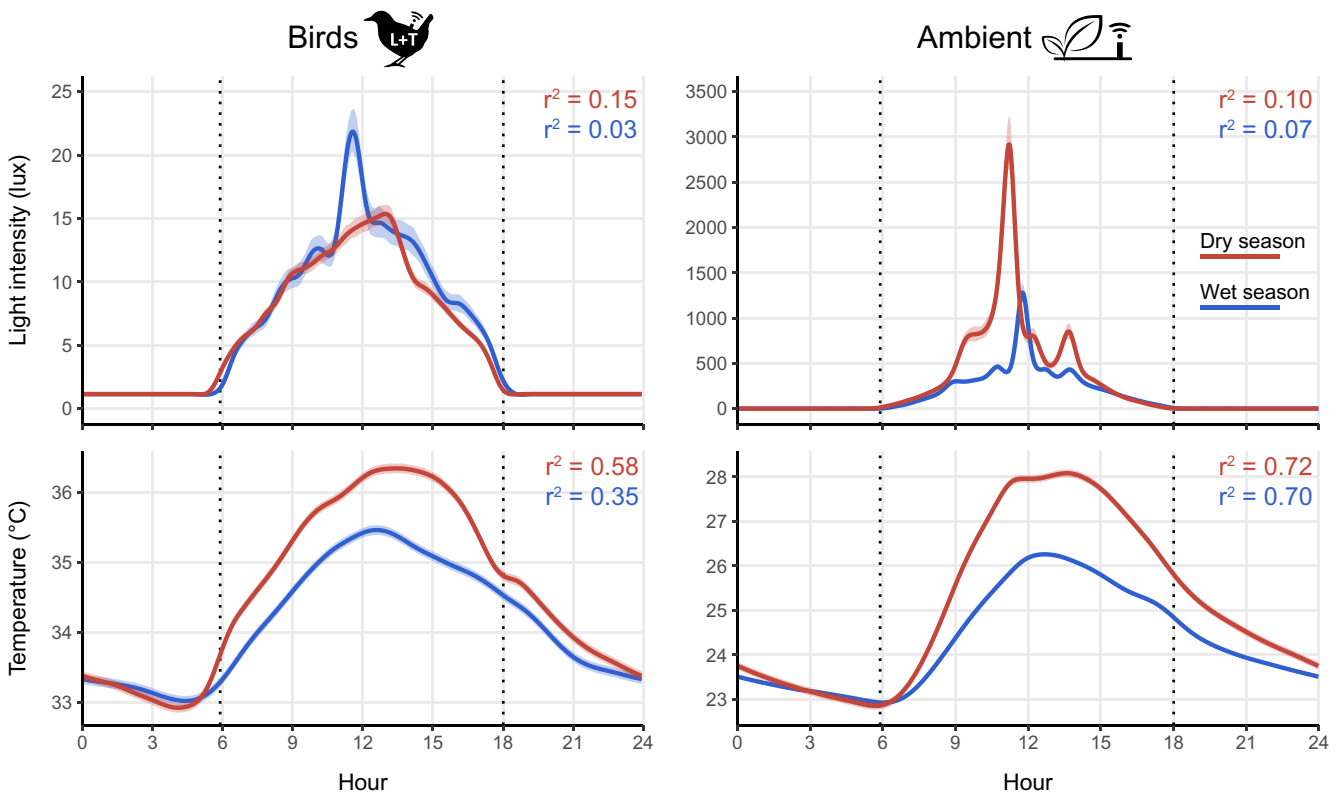 Birds L+T
Ambient
Light intensity (lux)
25
20
15
10
5
0
r² = 0.15
r² = 0.03
3500
3000
2500
2000
1500
1000
500
0
r² = 0.10
r² = 0.07
Dry season
Wet season
Temperature (°C)
36
35
34
33
r² = 0.58
r² = 0.35
0 3 6 9 12 15 18 21 24
Hour
28
27
26
25
24
23
r² = 0.72
r² = 0.70
0 3 6 9 12 15 18 21 24
Hour